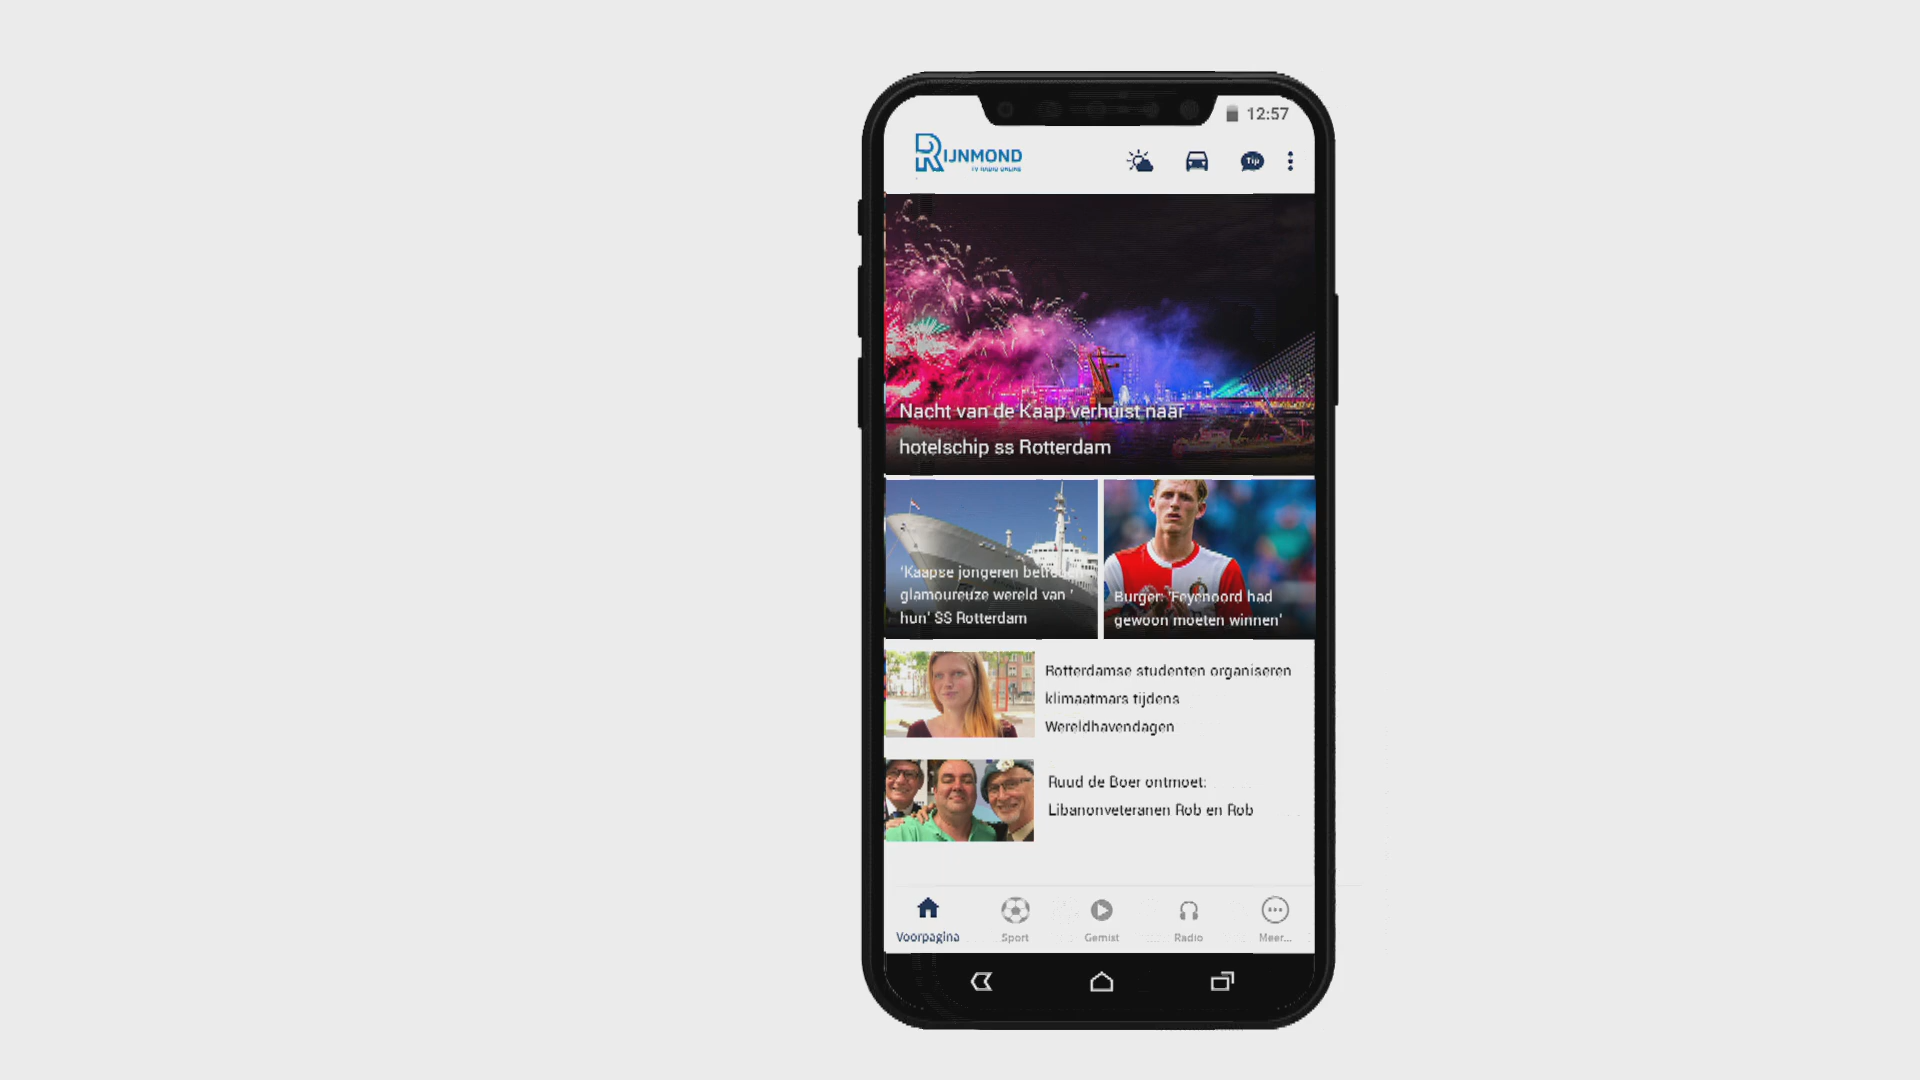 12:57
RIJNMOND
TV RADIO ONLINE
Tip
Nacht van de Kaap verhuist naar
hotelschip ss Rotterdam
'Kaapse jongeren
glamoureuze wereld van '
hun' SS Rotterdam
Burger: 'Feyenoord had
gewoon moeten winnen'
Rotterdamse studenten organiseren
klimaatmars tijdens
Wereldhavendagen
Ruud de Boer ontmoet:
Libanonveteranen Rob en Rob
Voorpagina
Sport
Gemist
Radio
Meer...